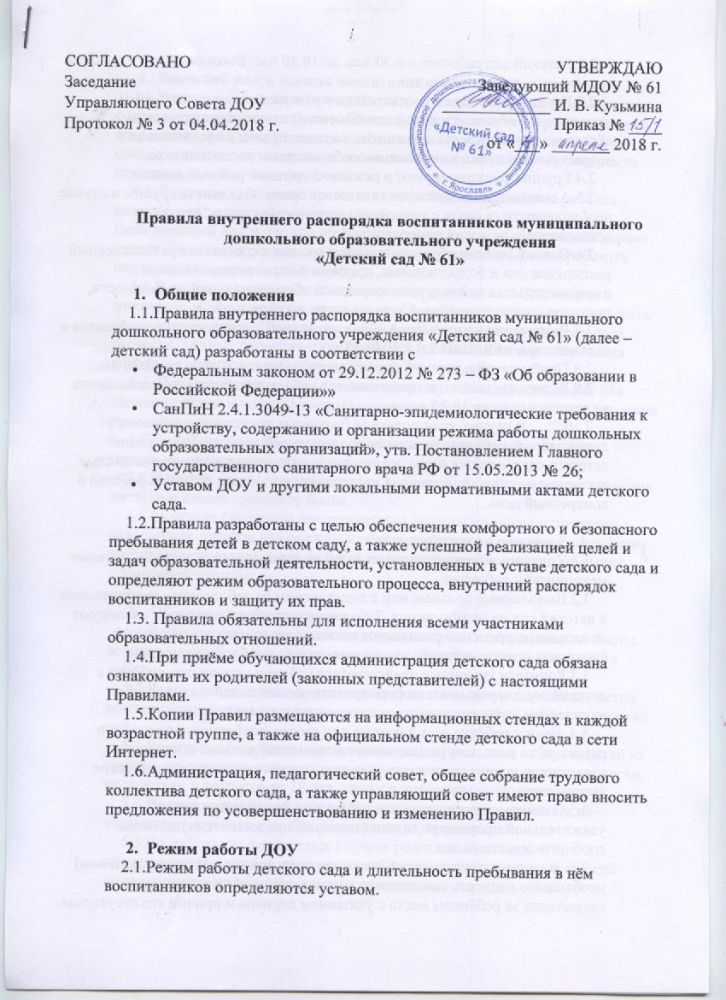 СОГЛАСОВАНО
Заседание
Управляющего Совета ДОУ
Протокол № 3 от 04.04.2018 г.
УТВЕРЖДАЮ
Заведующий МДОУ № 61
И. В. Кузьмина
Приказ № 15/1
от « » апреля 2018 г.
«Детский сад
№ 61»
г. Ярославль
Правила внутреннего распорядка воспитанников муниципального
дошкольного образовательного учреждения
«Детский сад № 61»
1. Общие положения
1.1.Правила внутреннего распорядка воспитанников муниципального
дошкольного образовательного учреждения «Детский сад № 61» (далее –
детский сад) разработаны в соответствии с
• Федеральным законом от 29.12.2012 № 273 – ФЗ «Об образовании в
Российской Федерации»»
• СанПиН 2.4.1.3049-13 «Санитарно-эпидемиологические требования к
устройству, содержанию и организации режима работы дошкольных
образовательных организаций», утв. Постановлением Главного
государственного санитарного врача РФ от 15.05.2013 № 26;
• Уставом ДОУ и другими локальными нормативными актами детского
сада.
1.2.Правила разработаны с целью обеспечения комфортного и безопасного
пребывания детей в детском саду, а также успешной реализацией целей и
задач образовательной деятельности, установленных в уставе детского сада и
определяют режим образовательного процесса, внутренний распорядок
воспитанников и защиту их прав.
1.3. Правила обязательны для исполнения всеми участниками
образовательных отношений.
1.4.При приёме обучающихся администрация детского сада обязана
ознакомить их родителей (законных представителей) с настоящими
Правилами.
1.5.Копии Правил размещаются на информационных стендах в каждой
возрастной группе, а также на официальном стенде детского сада в сети
Интернет.
1.6.Администрация, педагогический совет, общее собрание трудового
коллектива детского сада, а также управляющий совет имеют право вносить
предложения по усовершенствованию и изменению Правил.
2. Режим работы ДОУ
2.1.Режим работы детского сада и длительность пребывания в нём
воспитанников определяются уставом.